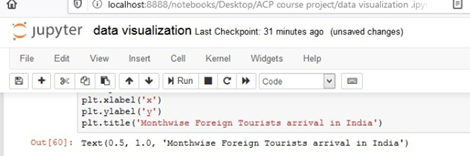 localhost:8888/notebooks/Desktop/ACP course project/data visualization .ipy
jupyter data visualization Last Checkpoint: 31 minutes ago (unsaved changes)
File Edit View Insert Cell Kernel Widgets Help
Run Code
plt.xlabel('x')
plt.ylabel('y')
plt.title('Monthwise Foreign Tourists arrival in India')
Out[60]: Text(0.5, 1.0, 'Monthwise Foreign Tourists arrival in India')